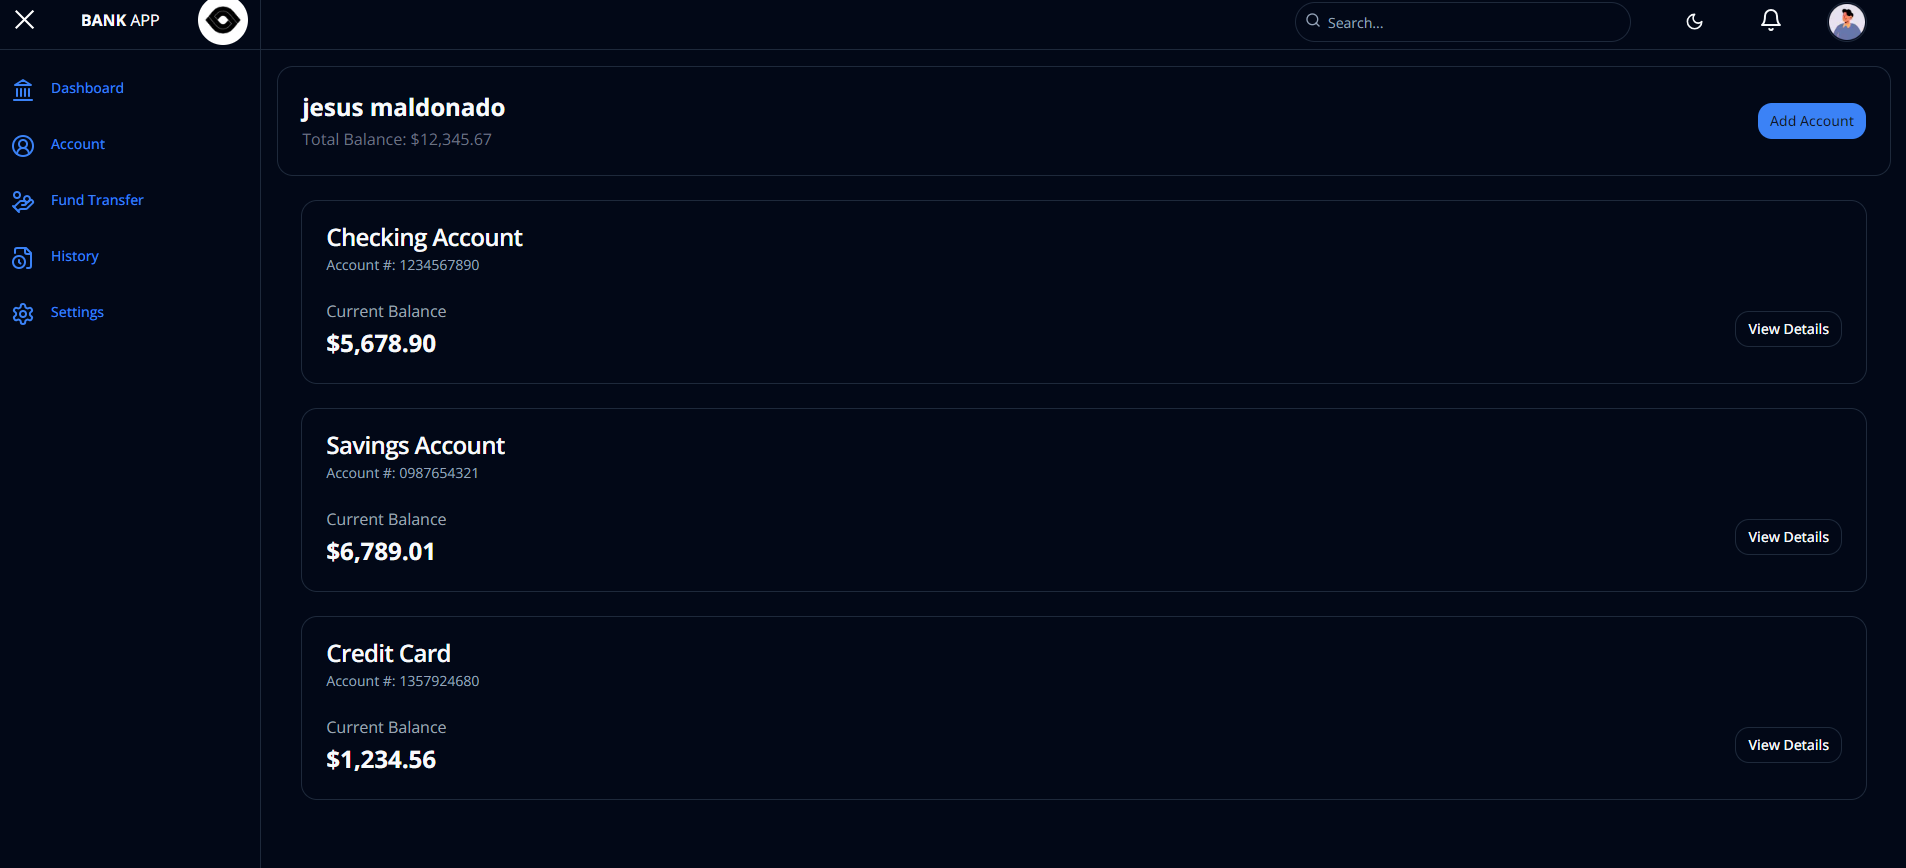 BANK APP
Search...
Dashboard
Account
Fund Transfer
History
Settings
jesus maldonado
Total Balance: $12,345.67
Add Account
Checking Account
Account #: 1234567890
Current Balance
$5,678.90
View Details
Savings Account
Account #: 0987654321
Current Balance
$6,789.01
View Details
Credit Card
Account #: 1357924680
Current Balance
$1,234.56
View Details